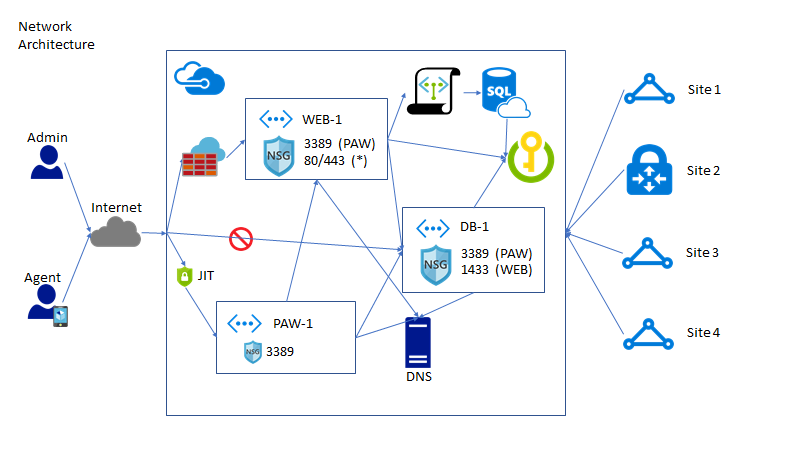 Network
Architecture
Admin
Internet
Agent
WEB-1
NSG
3389 (PAW)
80/443 (*)
SQL
DB-1
NSG
3389 (PAW)
1433 (WEB)
JIT
PAW-1
NSG
3389
DNS
Site 1
Site 2
Site 3
Site 4